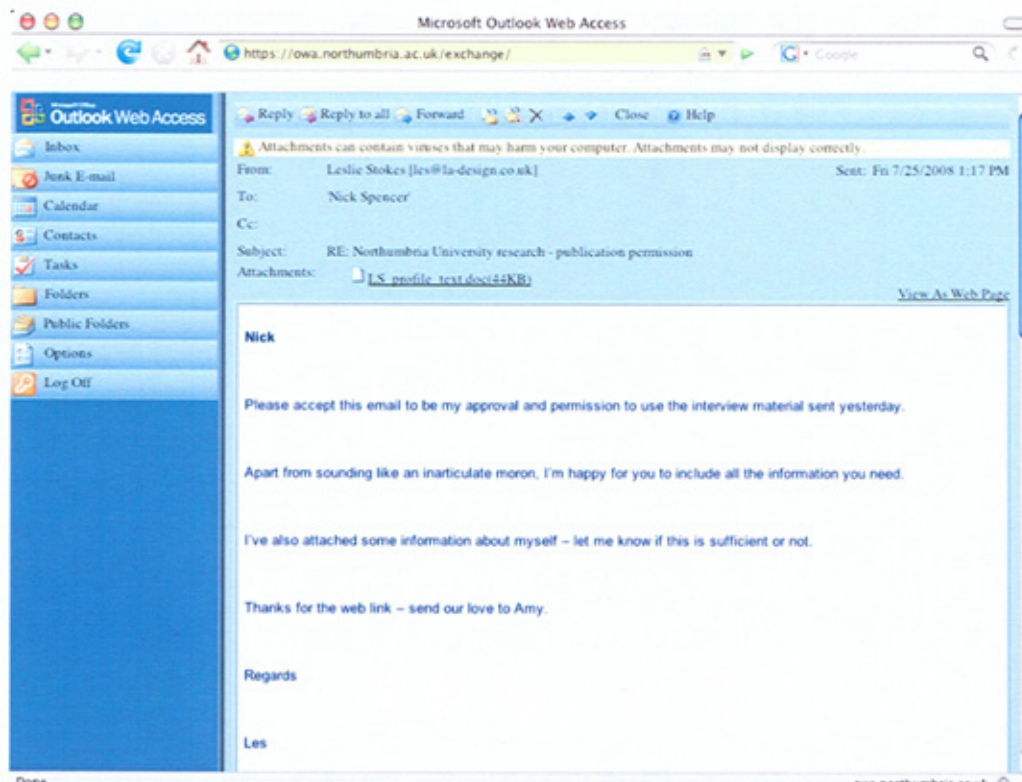 Microsoft Outlook Web Access
https://owa.northumbria.ac.uk/exchange/
G Google
Outlook Web Access
Reply Reply to all Forward Close Help
Inbox
Junk E-mail
Calendar
Contacts
Tasks
Folders
Public Folders
Options
Log Off
Attachments can contain viruses that may harm your computer. Attachments may not display correctly.
From: Leslie Stokes [les@la-design.co.uk] Sent: Fri 7/25/2008 1:17 PM
To: 'Nick Spencer'
Cc:
Subject: RE: Northumbria University research - publication permission
Attachments: LS_profile_text.doc(44KB)
View As Web Page
Nick
Please accept this email to be my approval and permission to use the interview material sent yesterday.
Apart from sounding like an inarticulate moron, I'm happy for you to include all the information you need.
I've also attached some information about myself – let me know if this is sufficient or not.
Thanks for the web link – send our love to Amy.
Regards
Les
Done